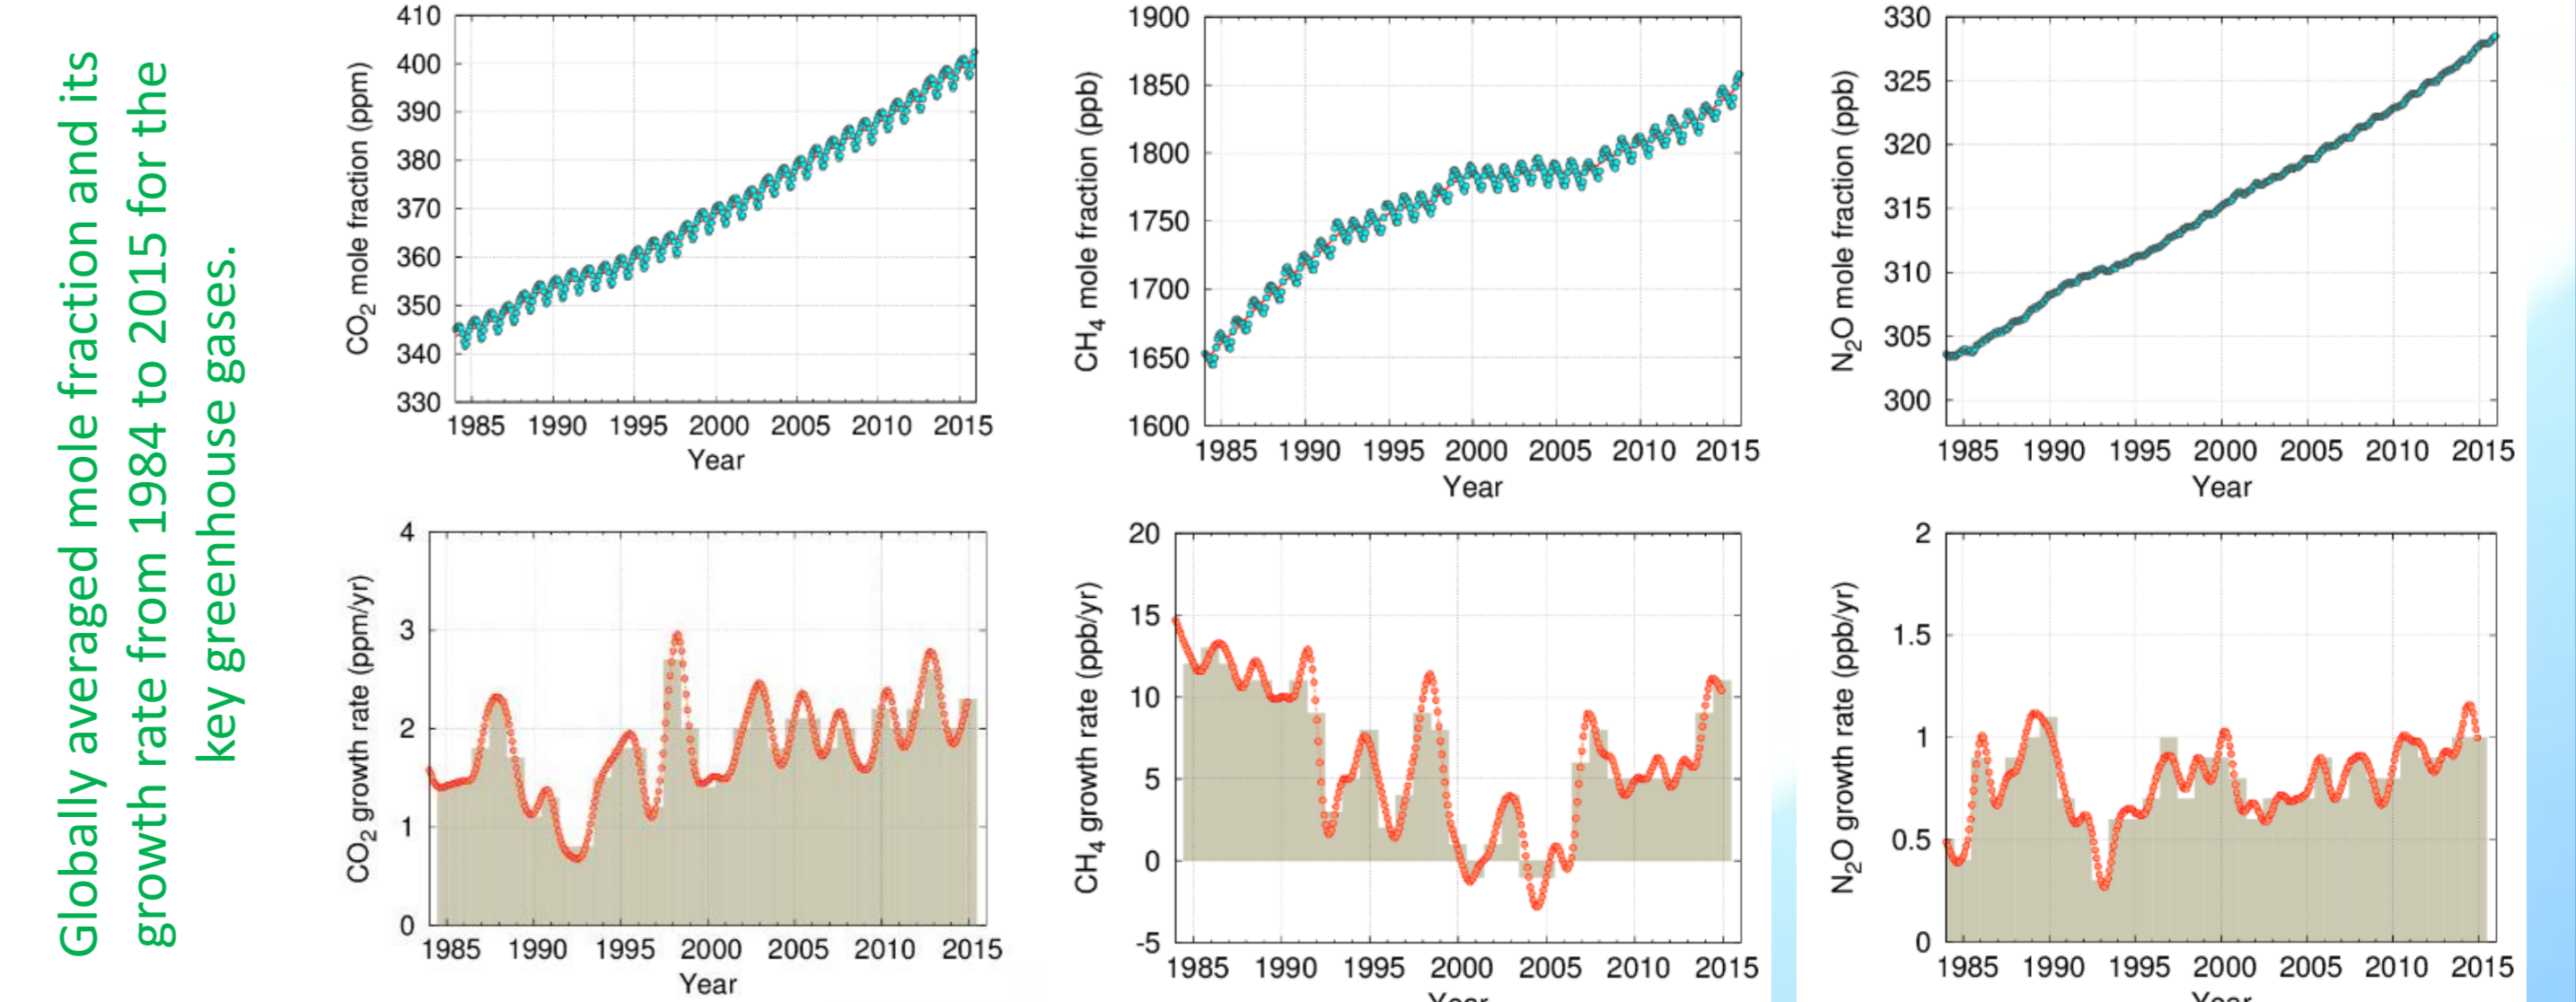 Globally averaged mole fraction and its
growth rate from 1984 to 2015 for the
key greenhouse gases.
410
400
390
380
370
360
350
340
330
CO2 mole fraction (ppm)
1985 1990 1995 2000 2005 2010 2015
Year
1900
1850
1800
1750
1700
1650
1600
CH4 mole fraction (ppb)
1985 1990 1995 2000 2005 2010 2015
Year
330
325
320
315
310
305
300
N2O mole fraction (ppb)
1985 1990 1995 2000 2005 2010 2015
Year
4
3
2
1
0
CO2 growth rate (ppm/yr)
1985 1990 1995 2000 2005 2010 2015
Year
20
15
10
5
0
-5
CH4 growth rate (ppb/yr)
1985 1990 1995 2000 2005 2010 2015
Year
2
1.5
1
0.5
0
N2O growth rate (ppb/yr)
1985 1990 1995 2000 2005 2010 2015
Year